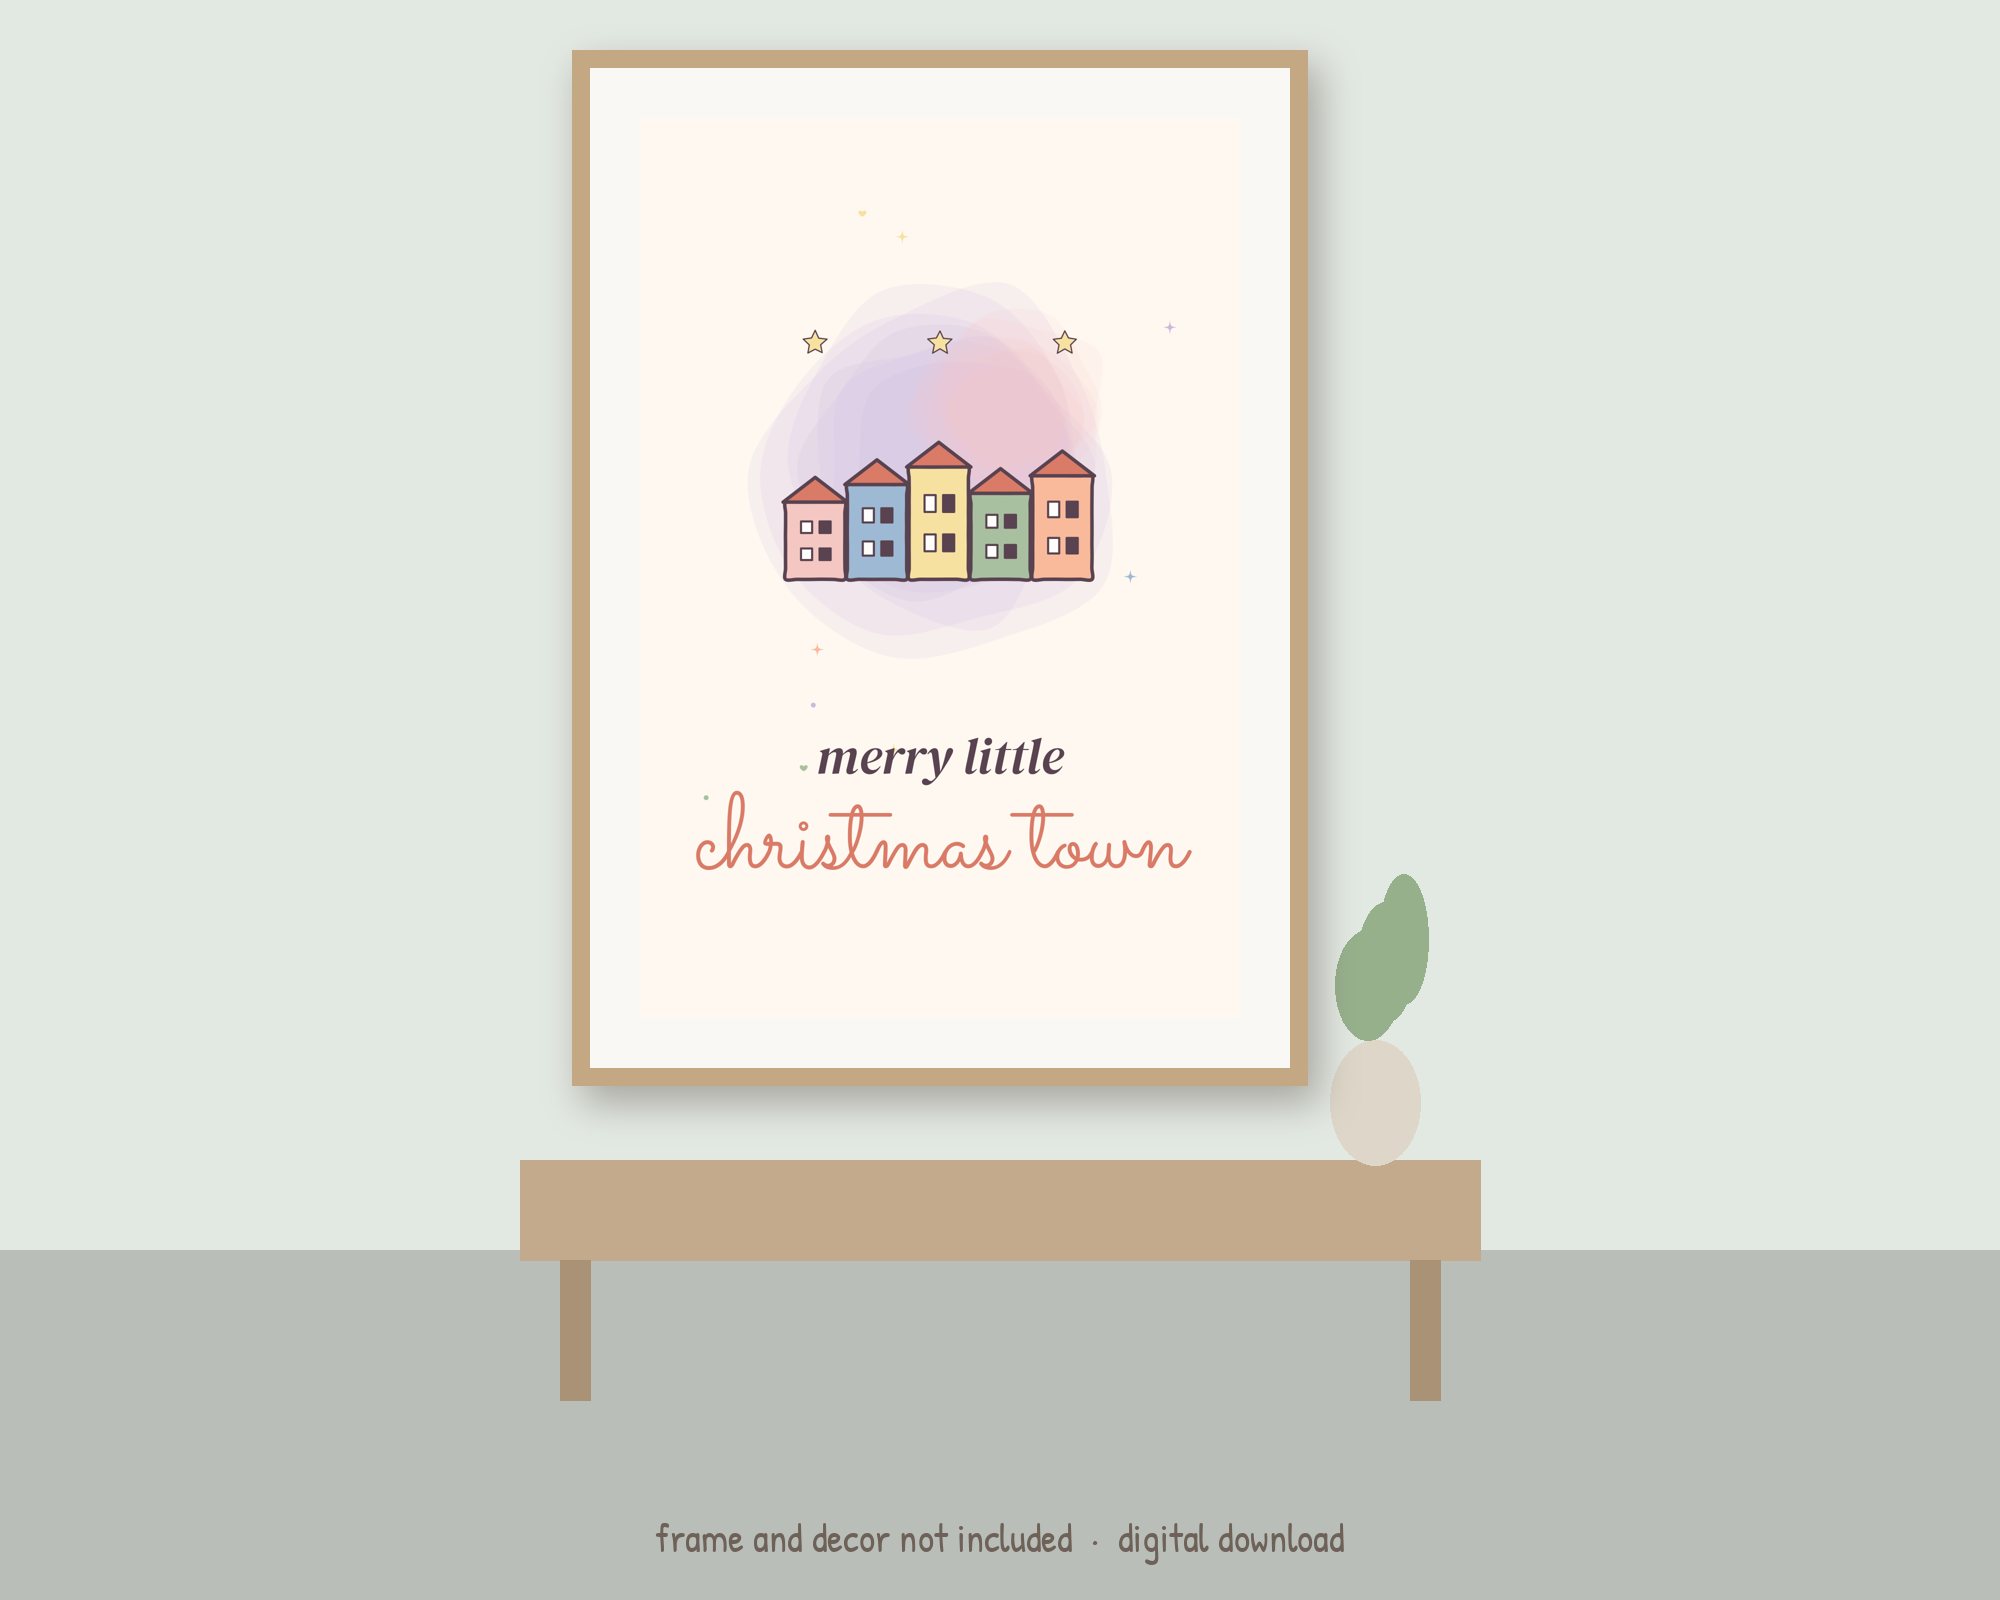 merry little
christmas town
frame and decor not included · digital download